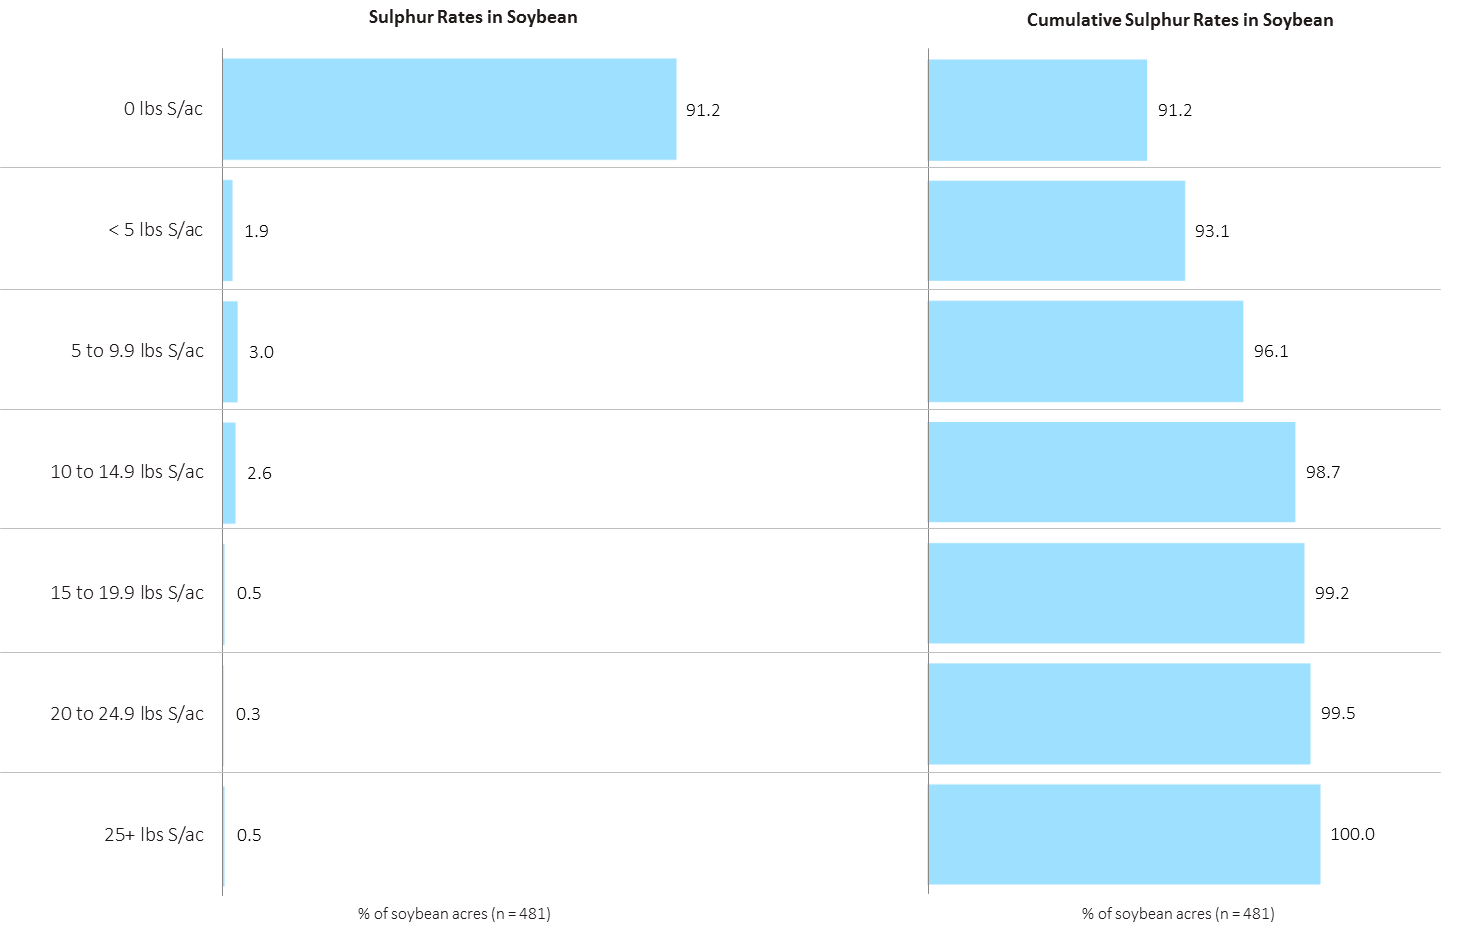 Sulphur Rates in Soybean
Cumulative Sulphur Rates in Soybean
0 lbs S/ac
91.2
91.2
< 5 lbs S/ac
1.9
93.1
5 to 9.9 lbs S/ac
3.0
96.1
10 to 14.9 lbs S/ac
2.6
98.7
15 to 19.9 lbs S/ac
0.5
99.2
20 to 24.9 lbs S/ac
0.3
99.5
25+ lbs S/ac
0.5
100.0
% of soybean acres (n = 481)
% of soybean acres (n = 481)